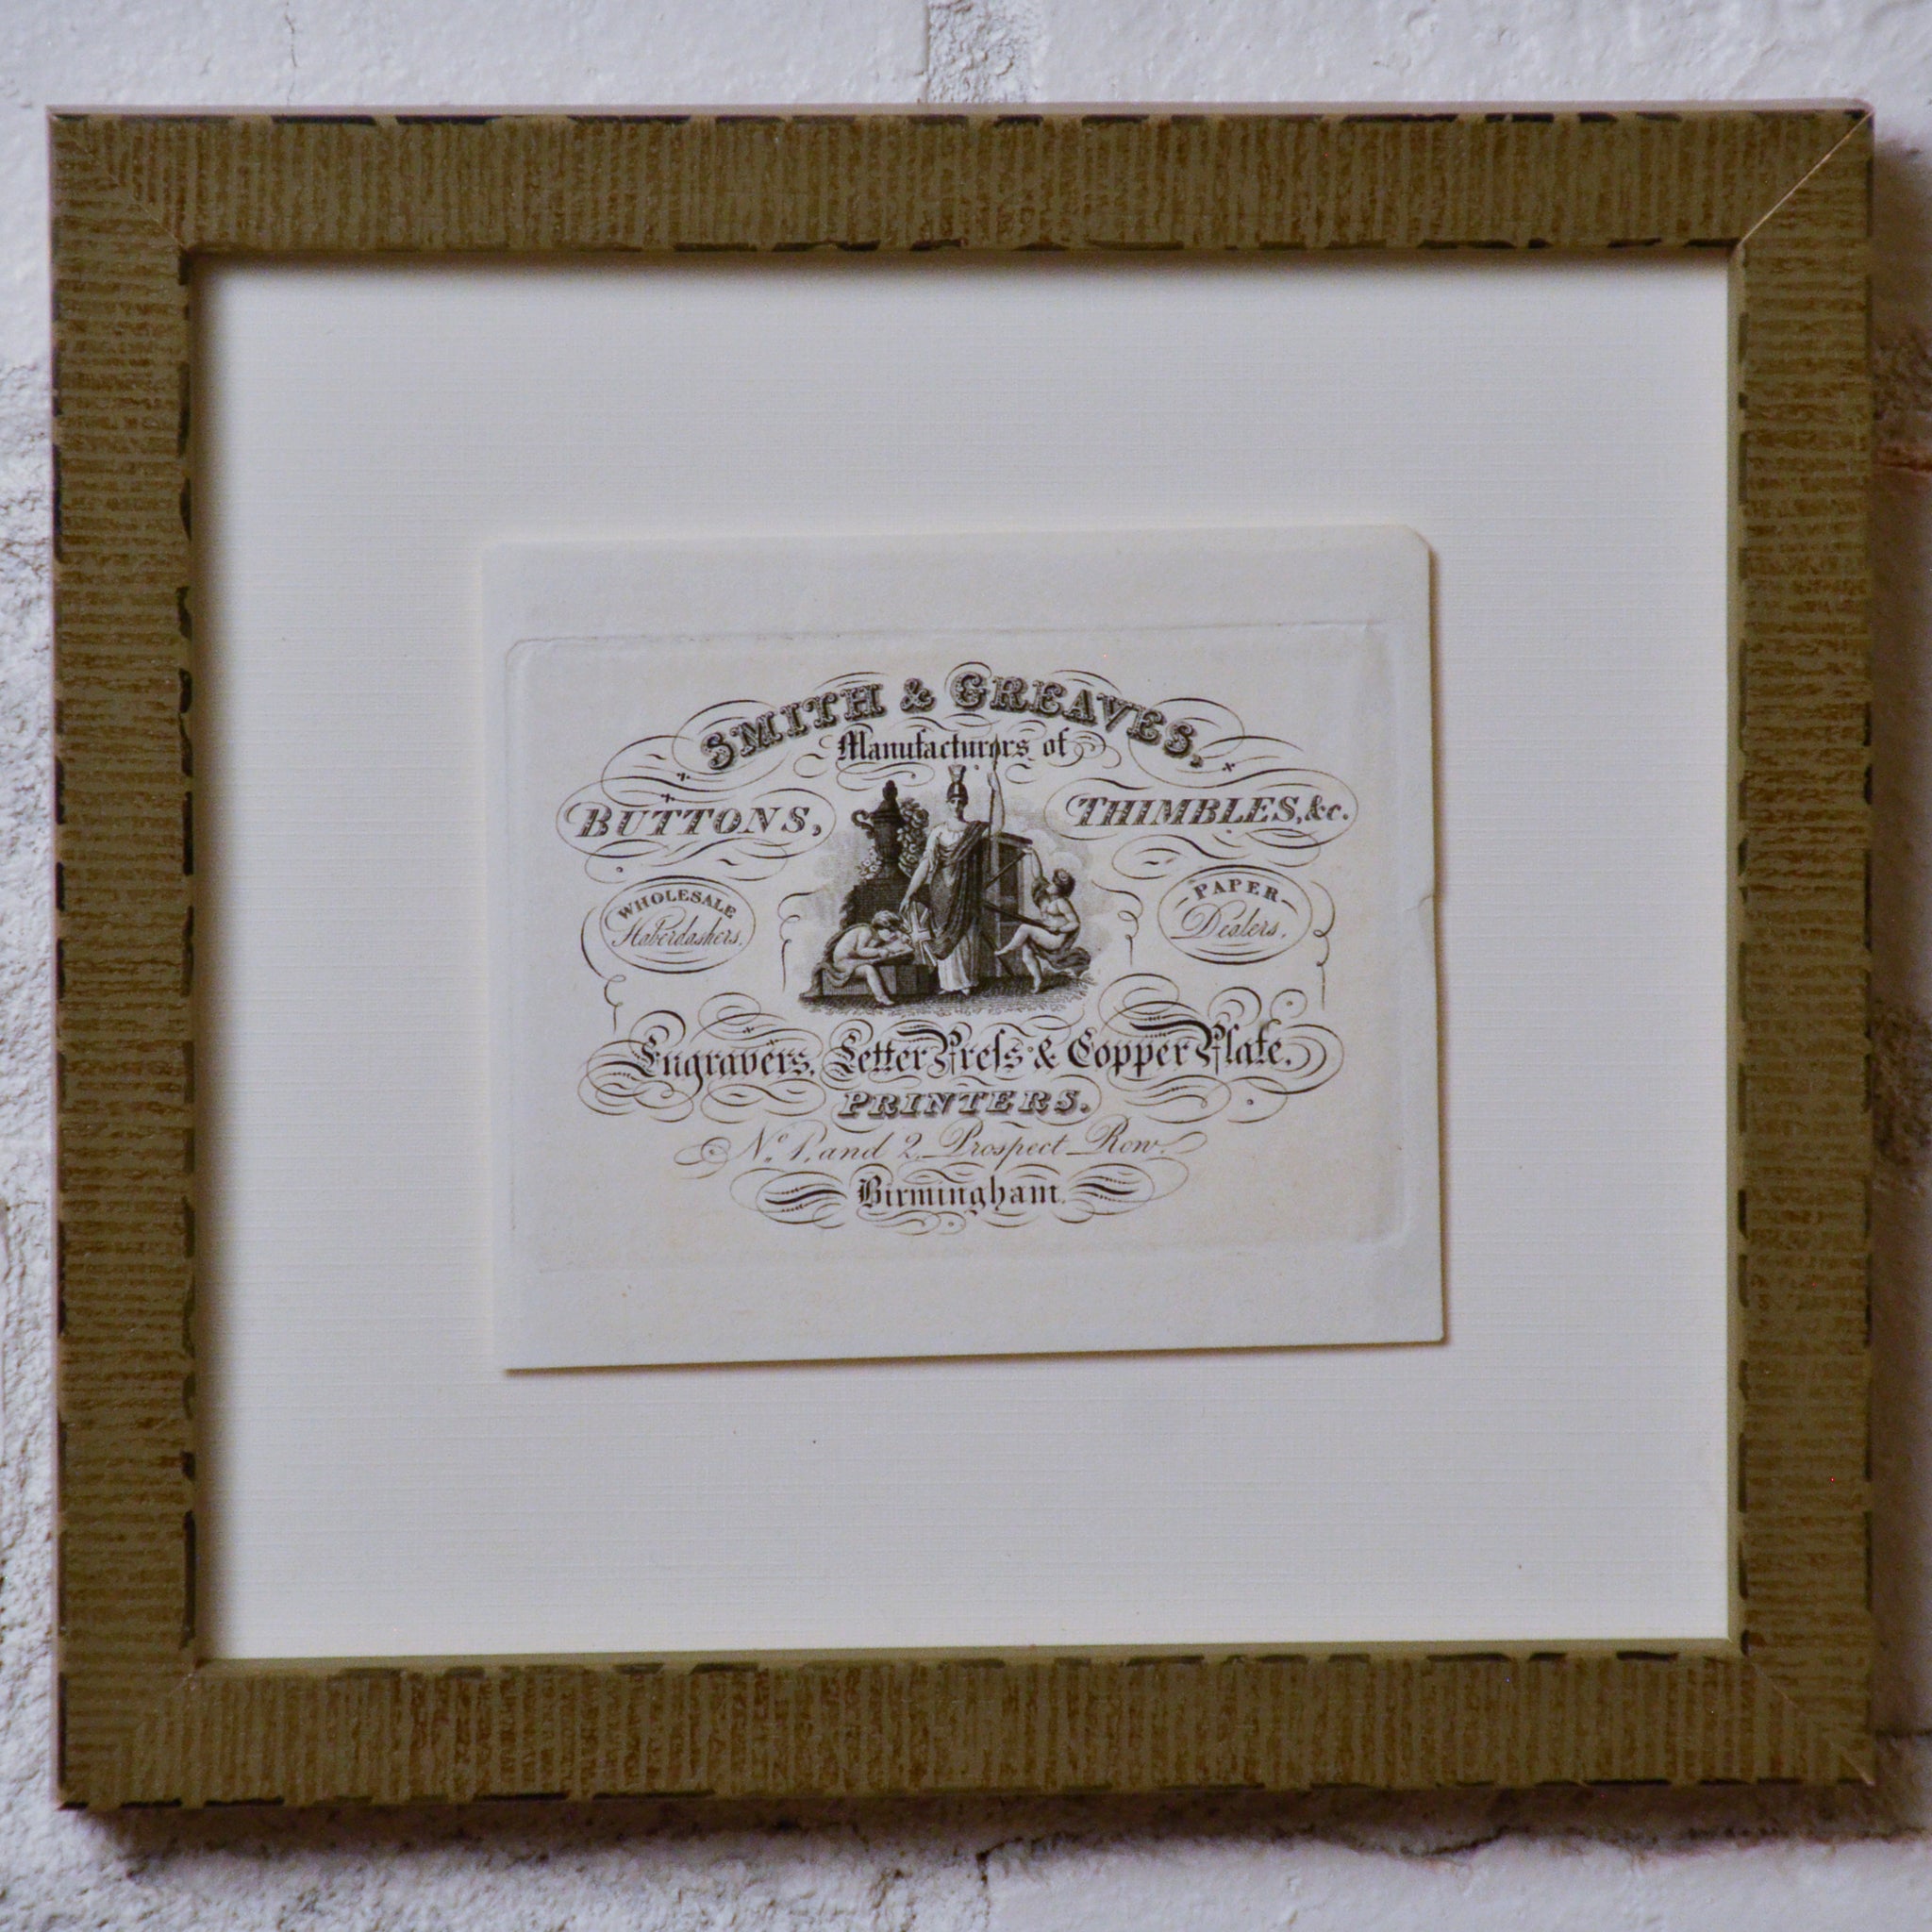 SMITH & GREAVES,
Manufacturers of
BUTTONS, THIMBLES, &c.
WHOLESALE
Haberdashers.
PAPER
Dealers.
Engravers, Letter Preſs & Copper Plate.
PRINTERS.
No. 1, and 2, Prospect Row.
Birmingham.